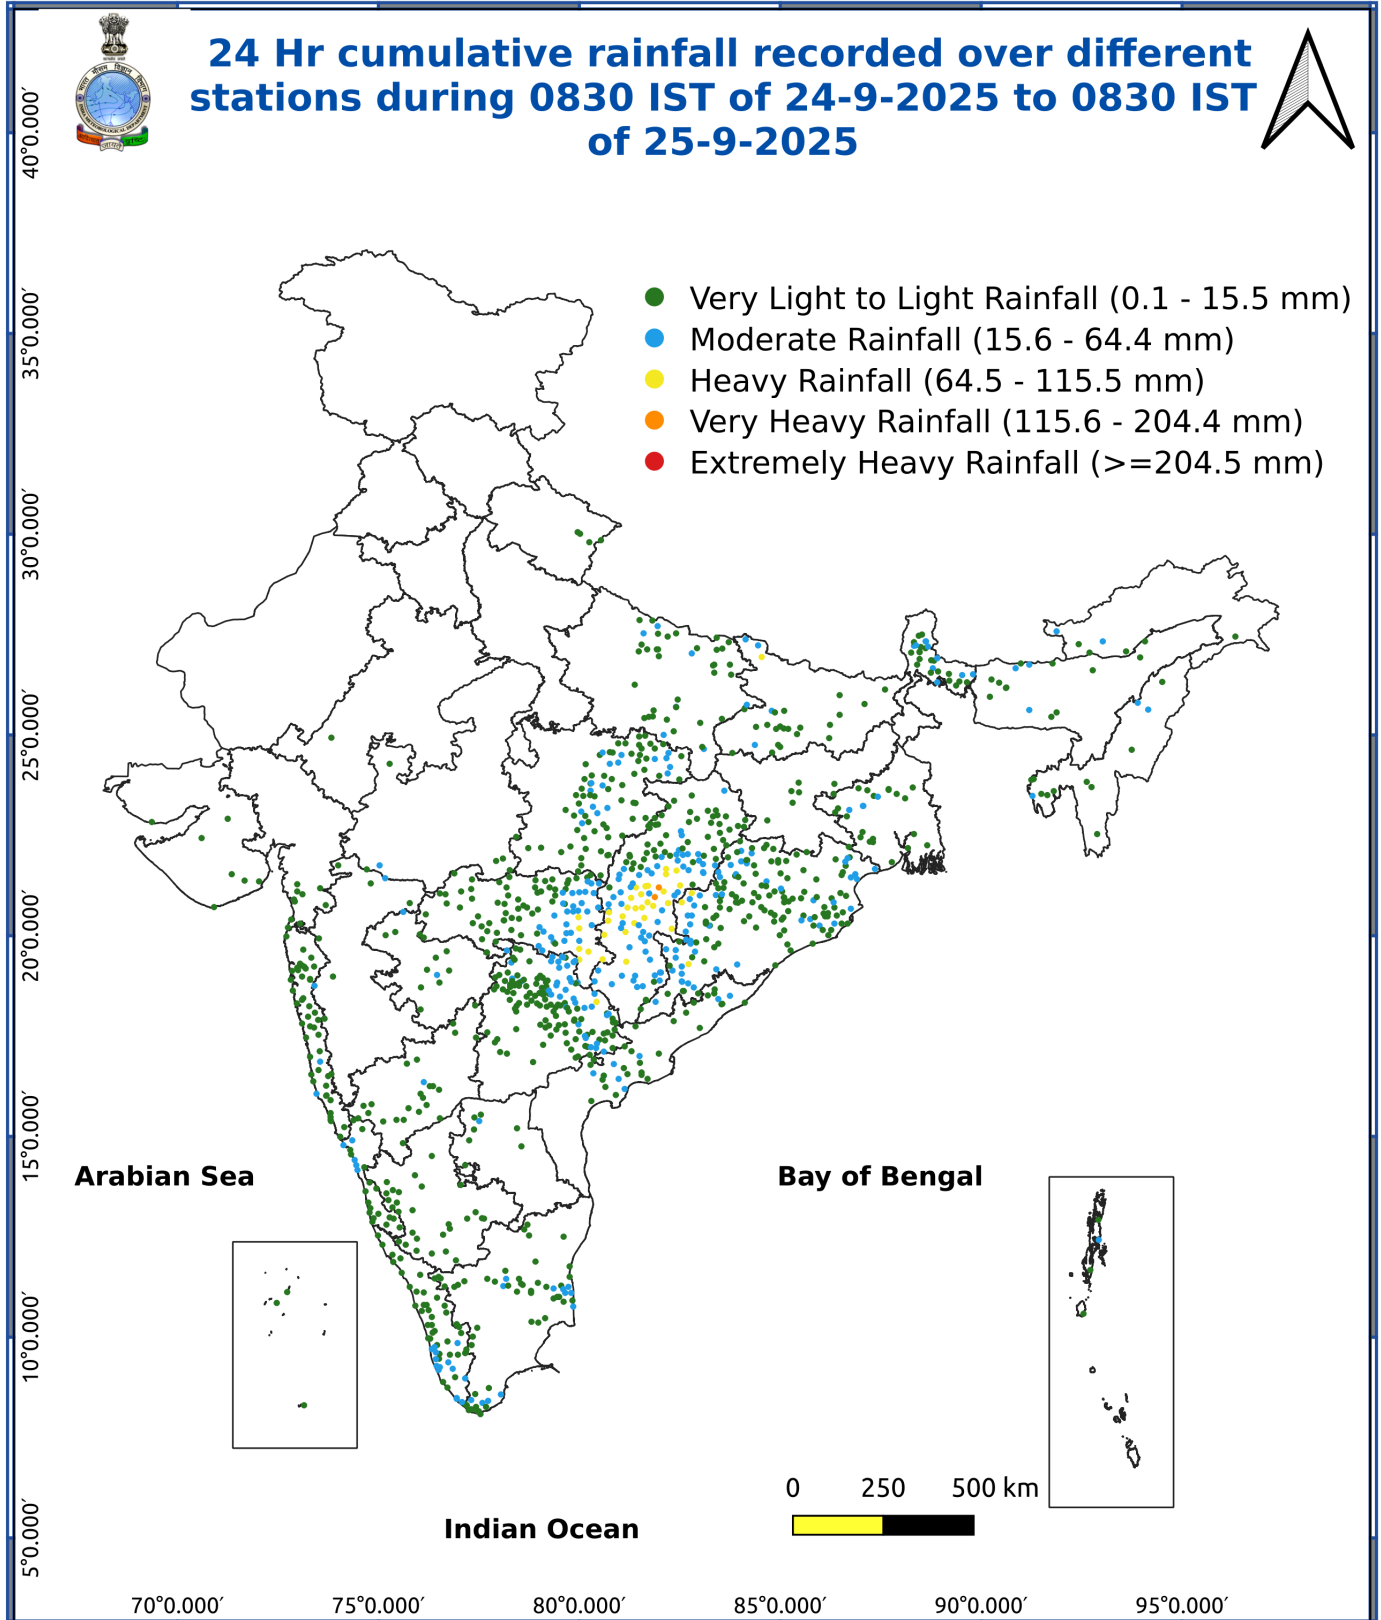 24 Hr cumulative rainfall recorded over different
stations during 0830 IST of 24-9-2025 to 0830 IST
of 25-9-2025
Very Light to Light Rainfall (0.1 - 15.5 mm)
Moderate Rainfall (15.6 - 64.4 mm)
Heavy Rainfall (64.5 - 115.5 mm)
Very Heavy Rainfall (115.6 - 204.4 mm)
Extremely Heavy Rainfall (>=204.5 mm)
40°0.000′
35°0.000′
30°0.000′
25°0.000′
20°0.000′
15°0.000′
10°0.000′
5°0.000′
Arabian Sea
Bay of Bengal
Indian Ocean
0 250 500 km
70°0.000′ 75°0.000′ 80°0.000′ 85°0.000′ 90°0.000′ 95°0.000′